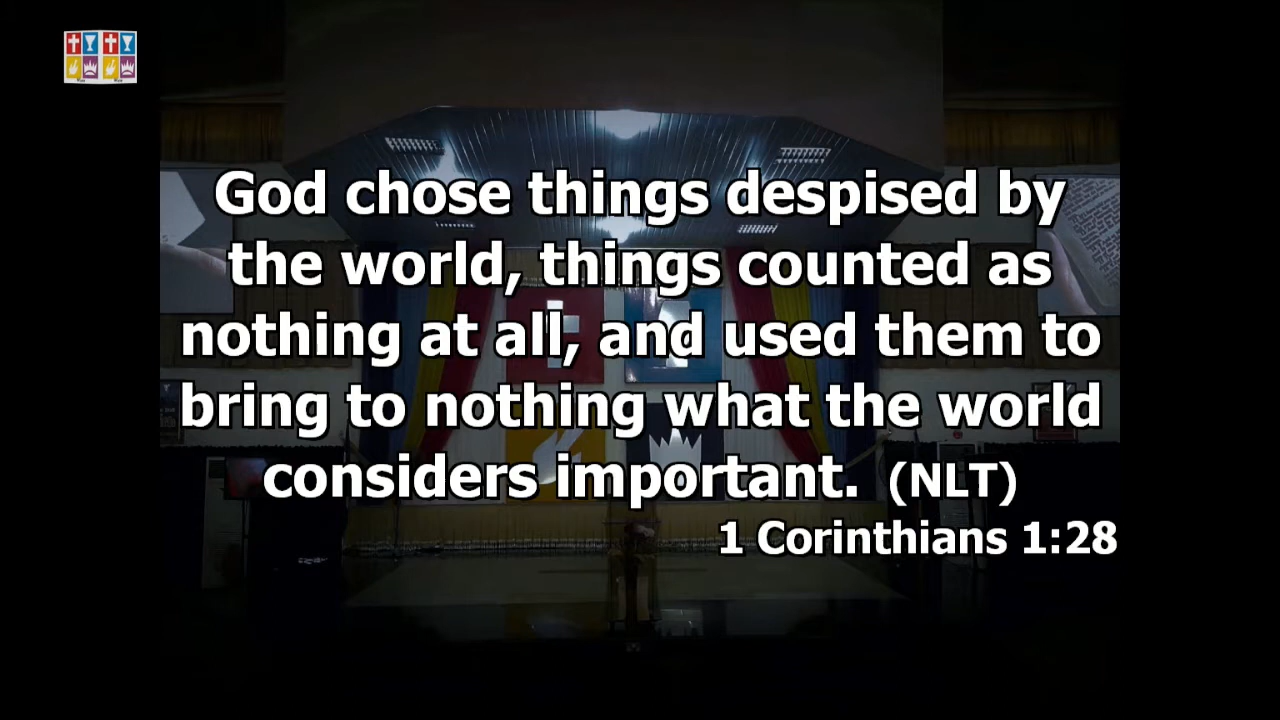 God chose things despised by
the world, things counted as
nothing at all, and used them to
bring to nothing what the world
considers important. (NLT)
1 Corinthians 1:28